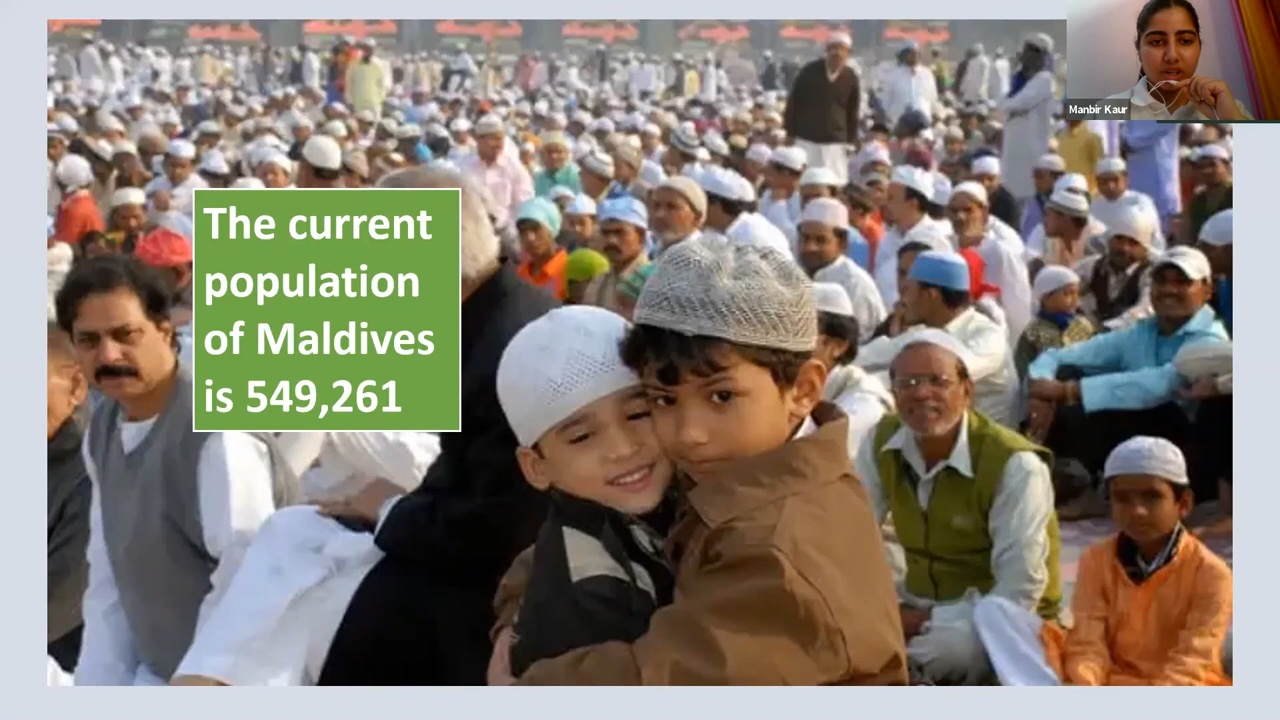 Manbir Kaur
The current
population
of Maldives
is 549,261